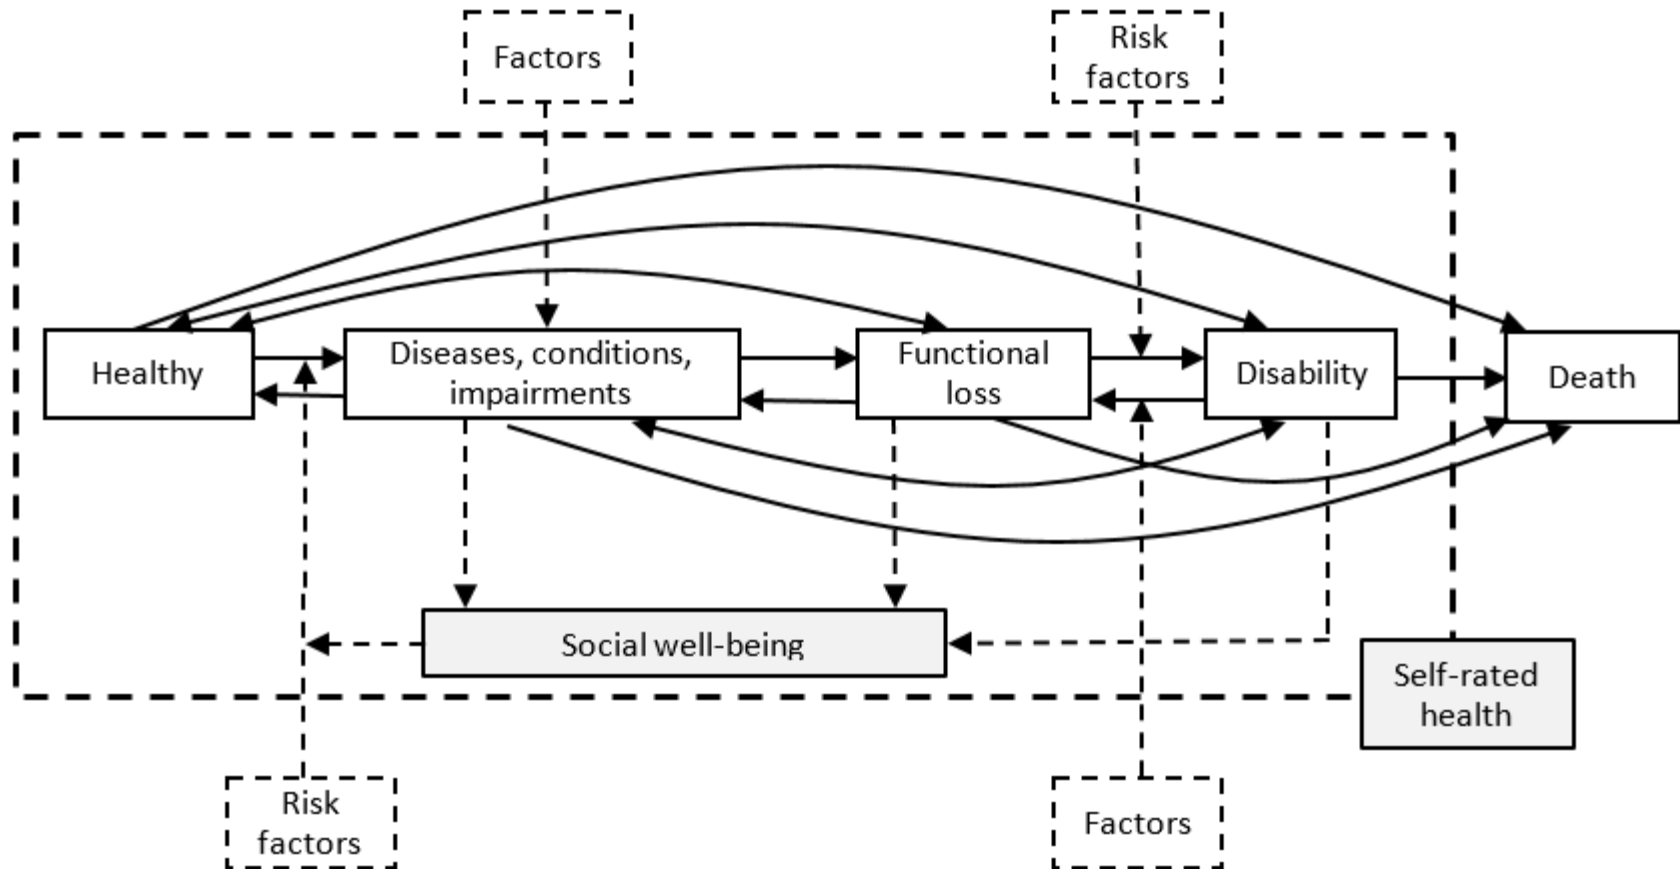 Factors
Risk
factors
Healthy
Diseases, conditions,
impairments
Functional
loss
Disability
Death
Social well-being
Self-rated
health
Risk
factors
Factors